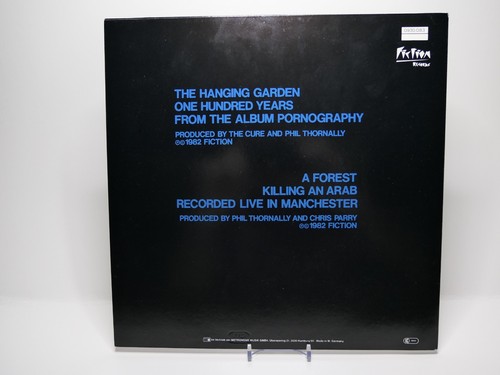 Fiction
RECORDS
THE HANGING GARDEN
ONE HUNDRED YEARS
FROM THE ALBUM PORNOGRAPHY
PRODUCED BY THE CURE AND PHIL THORNALLY
℗©1982 FICTION
A FOREST
KILLING AN ARAB
RECORDED LIVE IN MANCHESTER
PRODUCED BY PHIL THORNALLY AND CHRIS PARRY
℗©1982 FICTION